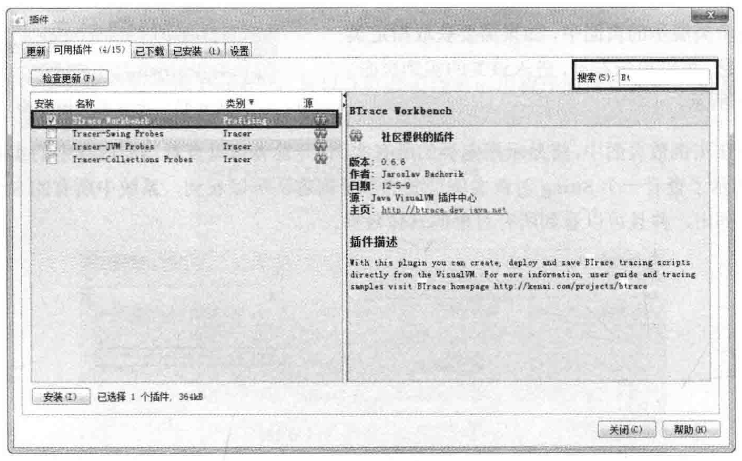 插件
更新 可用插件 (4/15) 已下载 已安装 (1) 设置
检查更新(F)
搜索(S): Bt
安装 名称 类别 源
BTrace Workbench Profiling
Tracer-Swing Probes Tracer
Tracer-JVM Probes Tracer
Tracer-Collections Probes Tracer
BTrace Workbench
社区提供的插件
版本: 0.6.6
作者: Jaroslav Bachorik
日期: 12-5-9
源: Java VisualVM 插件中心
主页: http://btrace.dev.java.net
插件描述
With this plugin you can create, deploy and save BTrace tracing scripts
directly from the VisualVM. For more information, user guide and tracing
samples visit BTrace homepage http://kenai.com/projects/btrace
安装(I) 已选择 1 个插件, 364kB
关闭(C) 帮助(H)